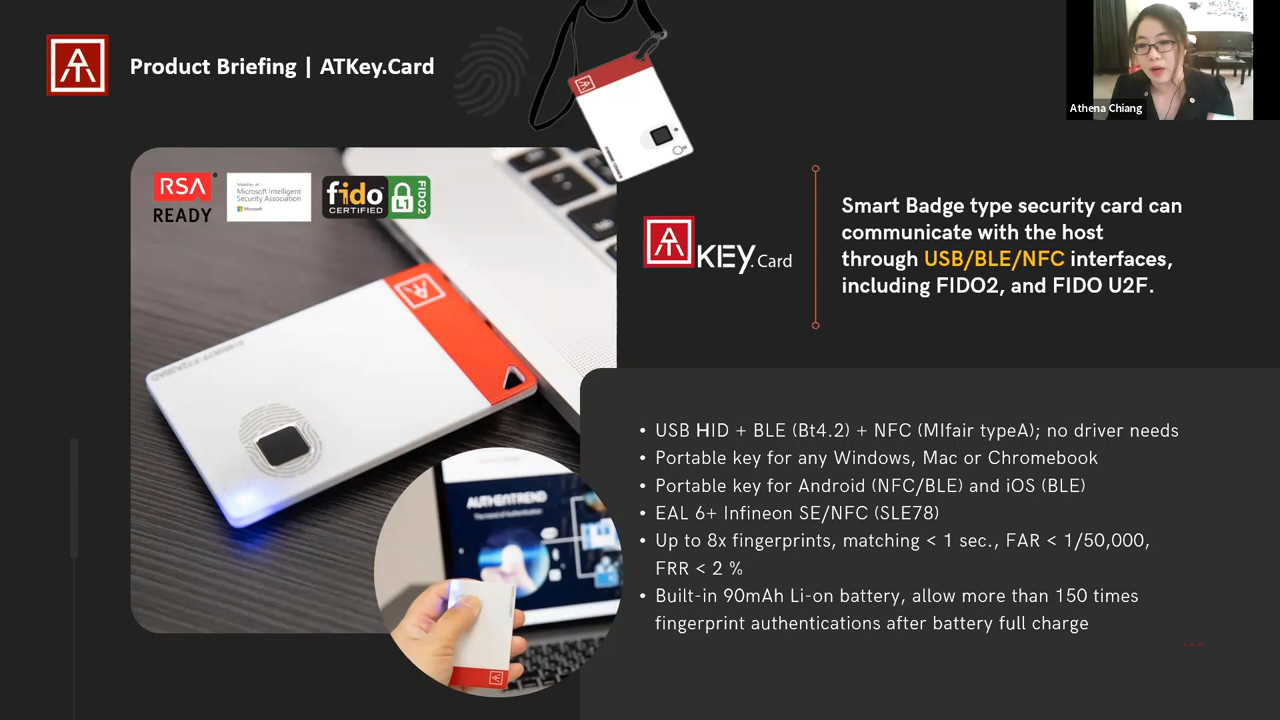 Product Briefing | ATKey.Card
Athena Chiang
RSA
READY
Member of
Microsoft Intelligent
Security Association
Microsoft
fido
CERTIFIED
L1
FIDO2
KEY.Card
Smart Badge type security card can
communicate with the host
through USB/BLE/NFC interfaces,
including FIDO2, and FIDO U2F.
• USB HID + BLE (Bt4.2) + NFC (MIfair typeA); no driver needs
• Portable key for any Windows, Mac or Chromebook
• Portable key for Android (NFC/BLE) and iOS (BLE)
• EAL 6+ Infineon SE/NFC (SLE78)
• Up to 8x fingerprints, matching < 1 sec., FAR < 1/50,000,
FRR < 2 %
• Built-in 90mAh Li-on battery, allow more than 150 times
fingerprint authentications after battery full charge
AUTHENTREND